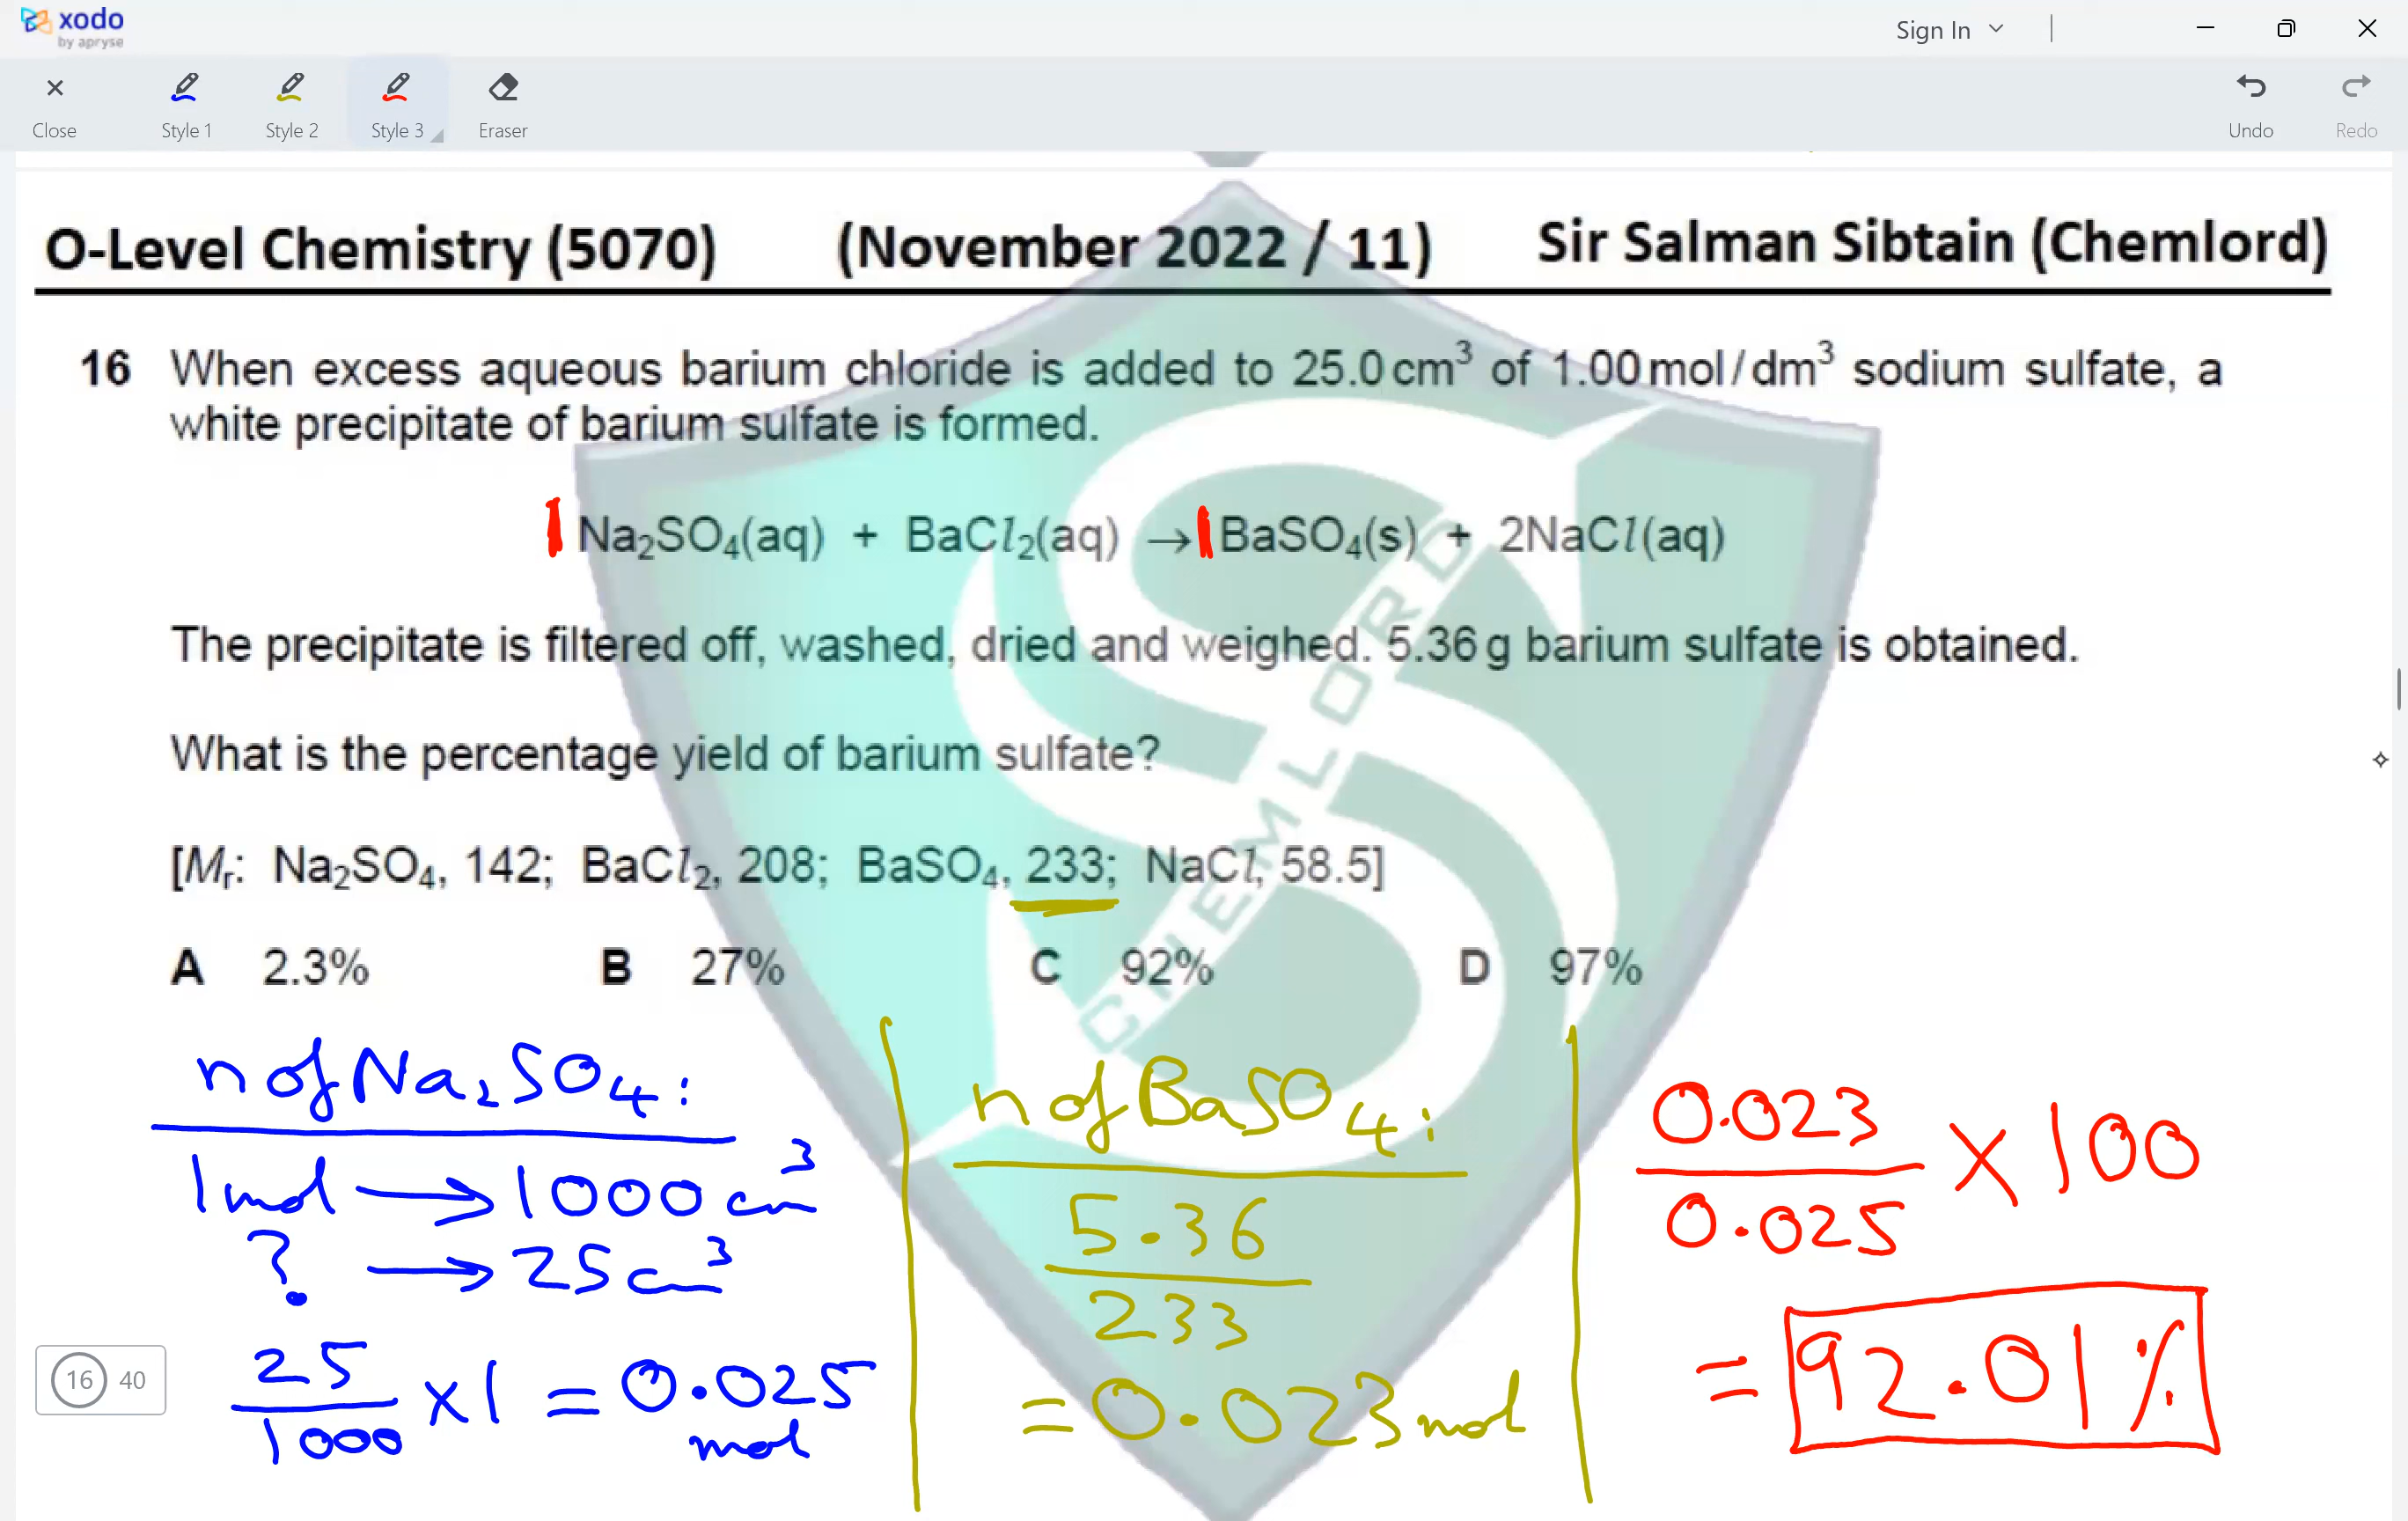 xodo
by apryse
Sign In
Close
Style 1
Style 2
Style 3
Eraser
Undo
Redo
O-Level Chemistry (5070) (November 2022 / 11) Sir Salman Sibtain (Chemlord)
16 When excess aqueous barium chloride is added to 25.0 cm³ of 1.00 mol/dm³ sodium sulfate, a
white precipitate of barium sulfate is formed.
1 Na₂SO₄(aq) + BaCl₂(aq) → 1 BaSO₄(s) + 2NaCl(aq)
The precipitate is filtered off, washed, dried and weighed. 5.36 g barium sulfate is obtained.
What is the percentage yield of barium sulfate?
[Mᵣ: Na₂SO₄, 142; BaCl₂, 208; BaSO₄, 233; NaCl, 58.5]
A 2.3% B 27% C 92% D 97%
CHEMLORD
n of Na₂SO₄:
1 mol → 1000 cm³
? → 25 cm³
25
1000
× 1 = 0.025
mol
n of BaSO₄:
5.36
233
= 0.023 mol
0.023
0.025
× 100
= 92.01 %
16 40